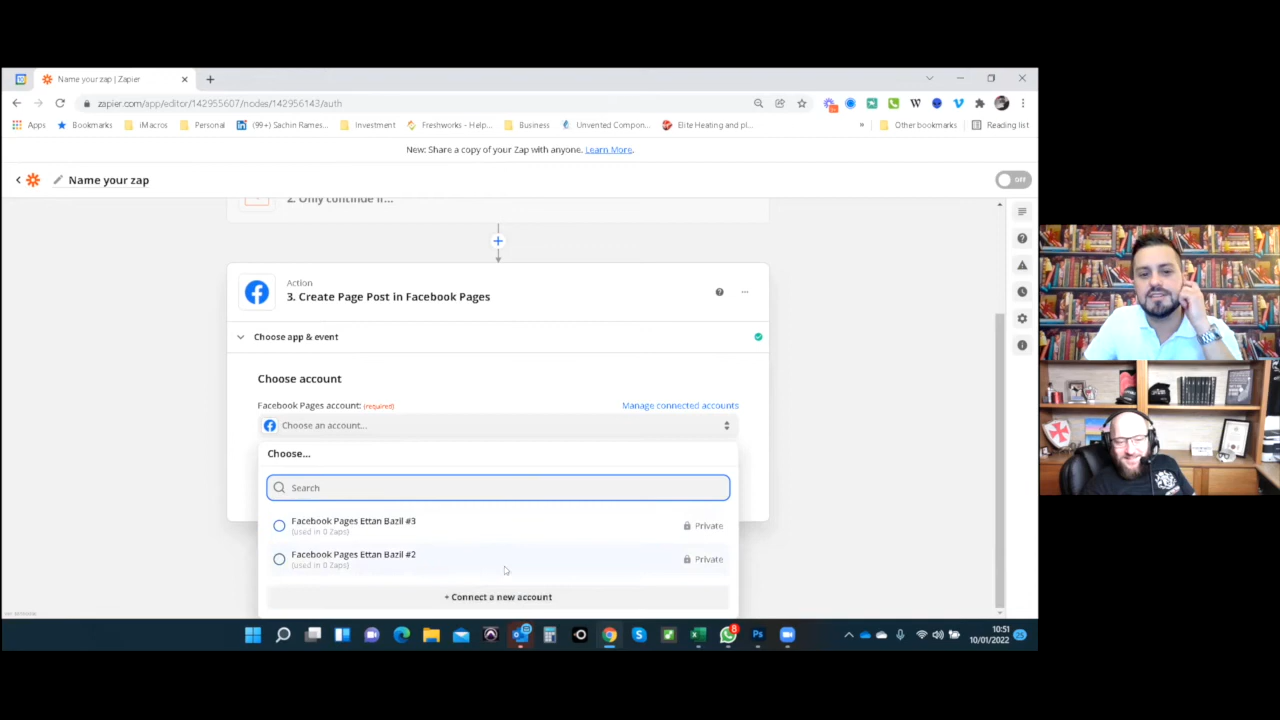 Name your zap | Zapier
zapier.com/app/editor/142955607/nodes/142956143/auth
Apps
Bookmarks
iMacros
Personal
(99+) Sachin Rames...
Investment
Freshworks - Help...
Business
Unvented Compon...
Elite Heating and pl...
»
Other bookmarks
Reading list
New: Share a copy of your Zap with anyone. Learn More.
Name your zap
OFF
2. Only continue if...
Action
3. Create Page Post in Facebook Pages
Choose app & event
Choose account
Facebook Pages account: (required)
Manage connected accounts
Choose an account...
Choose...
Search
Facebook Pages Ettan Bazil #3
(used in 0 Zaps)
Private
Facebook Pages Ettan Bazil #2
(used in 0 Zaps)
Private
+ Connect a new account
8
10:51
10/01/2022
25